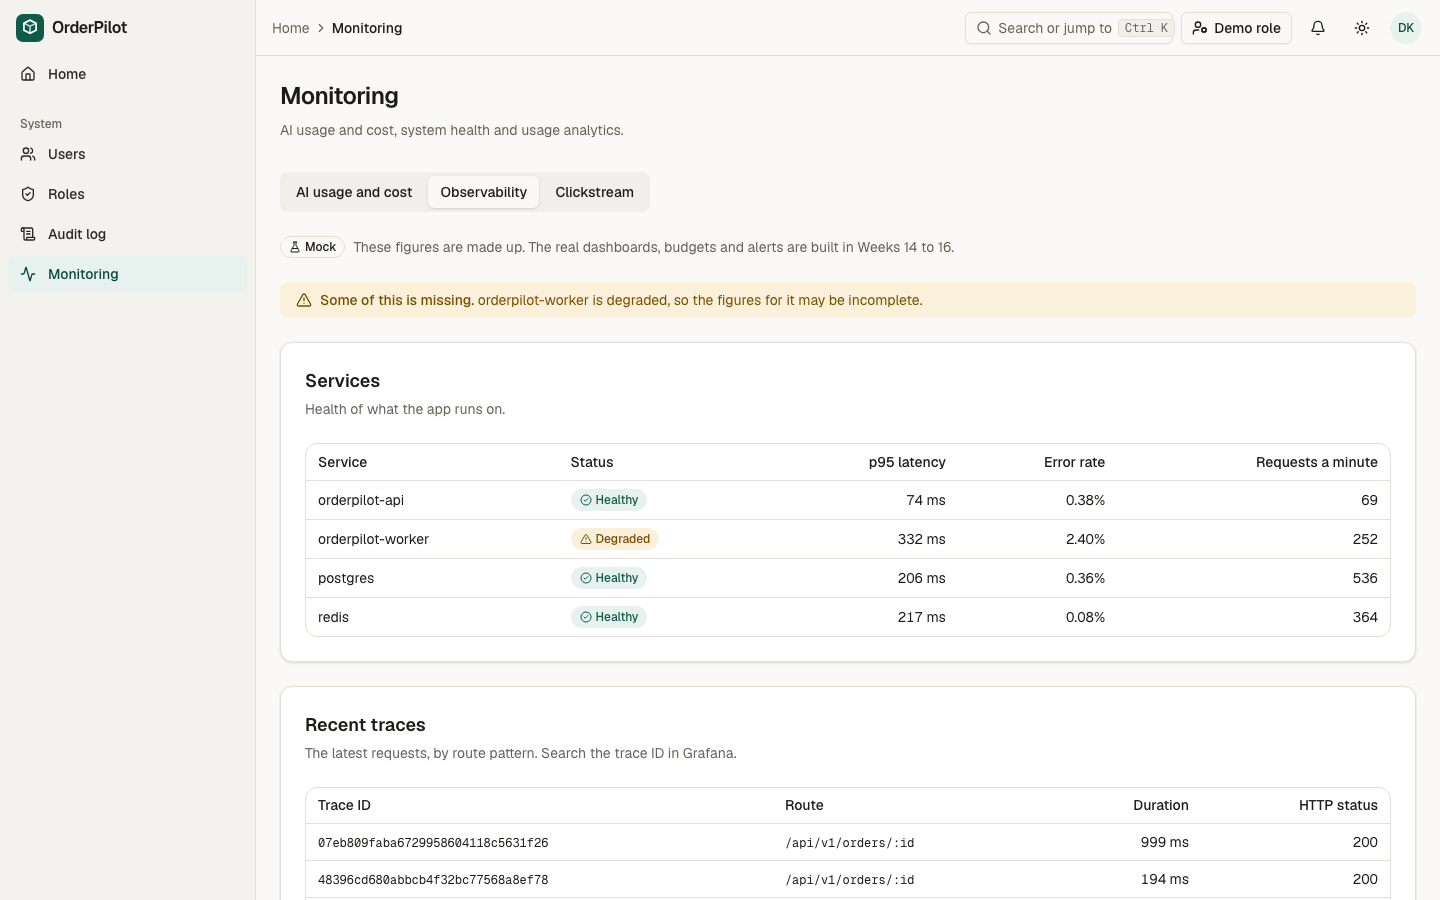 OrderPilot
Home
System
Users
Roles
Audit log
Monitoring
Home > Monitoring
Search or jump to Ctrl K
Demo role
DK
Monitoring
AI usage and cost, system health and usage analytics.
AI usage and cost Observability Clickstream
Mock These figures are made up. The real dashboards, budgets and alerts are built in Weeks 14 to 16.
Some of this is missing. orderpilot-worker is degraded, so the figures for it may be incomplete.
Services
Health of what the app runs on.
Service Status p95 latency Error rate Requests a minute
orderpilot-api Healthy 74 ms 0.38% 69
orderpilot-worker Degraded 332 ms 2.40% 252
postgres Healthy 206 ms 0.36% 536
redis Healthy 217 ms 0.08% 364
Recent traces
The latest requests, by route pattern. Search the trace ID in Grafana.
Trace ID Route Duration HTTP status
07eb809faba6729958604118c5631f26 /api/v1/orders/:id 999 ms 200
48396cd680abbcb4f32bc77568a8ef78 /api/v1/orders/:id 194 ms 200